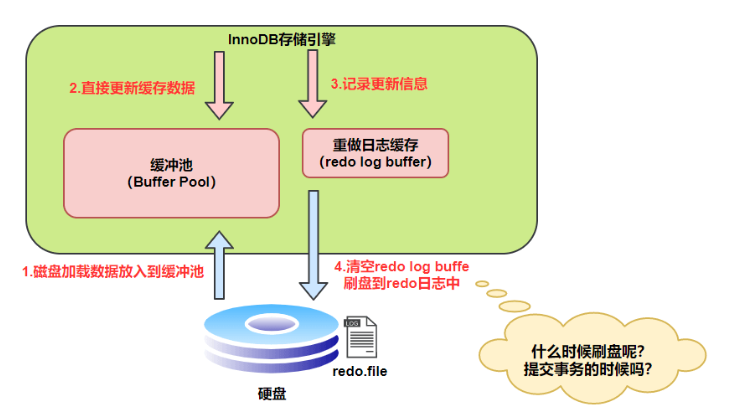 InnoDB存储引擎
2.直接更新缓存数据
3.记录更新信息
缓冲池
（Buffer Pool）
重做日志缓存
（redo log buffer）
1.磁盘加载数据放入到缓冲池
4.清空redo log buffe
刷盘到redo日志中
LOG
redo.file
硬盘
什么时候刷盘呢？
提交事务的时候吗？